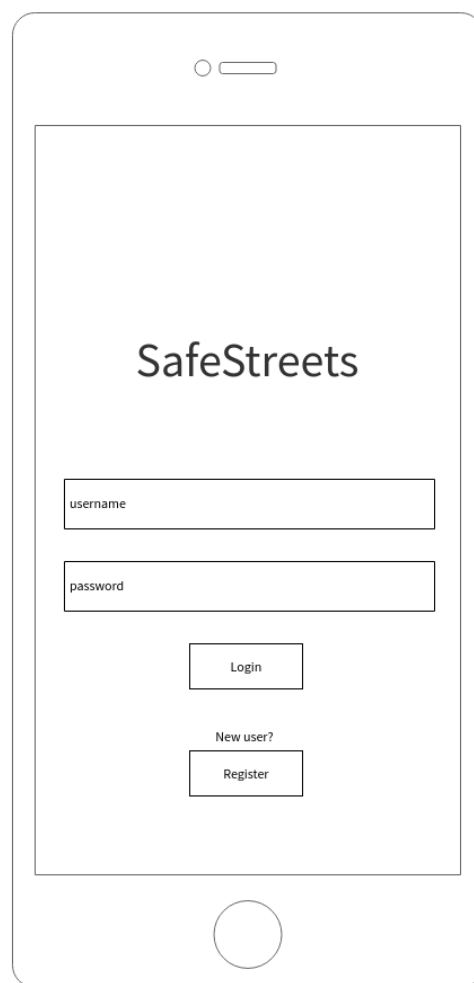 SafeStreets
username
password
Login
New user?
Register